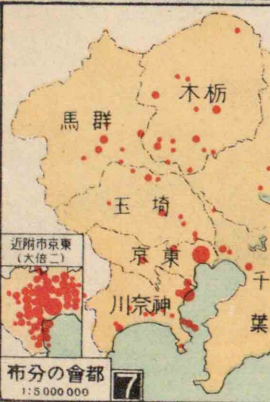 木栃
馬群
玉埼
京東
川奈神
千葉
近附市京東
(大倍二)
布分の會都
1:5000000
7